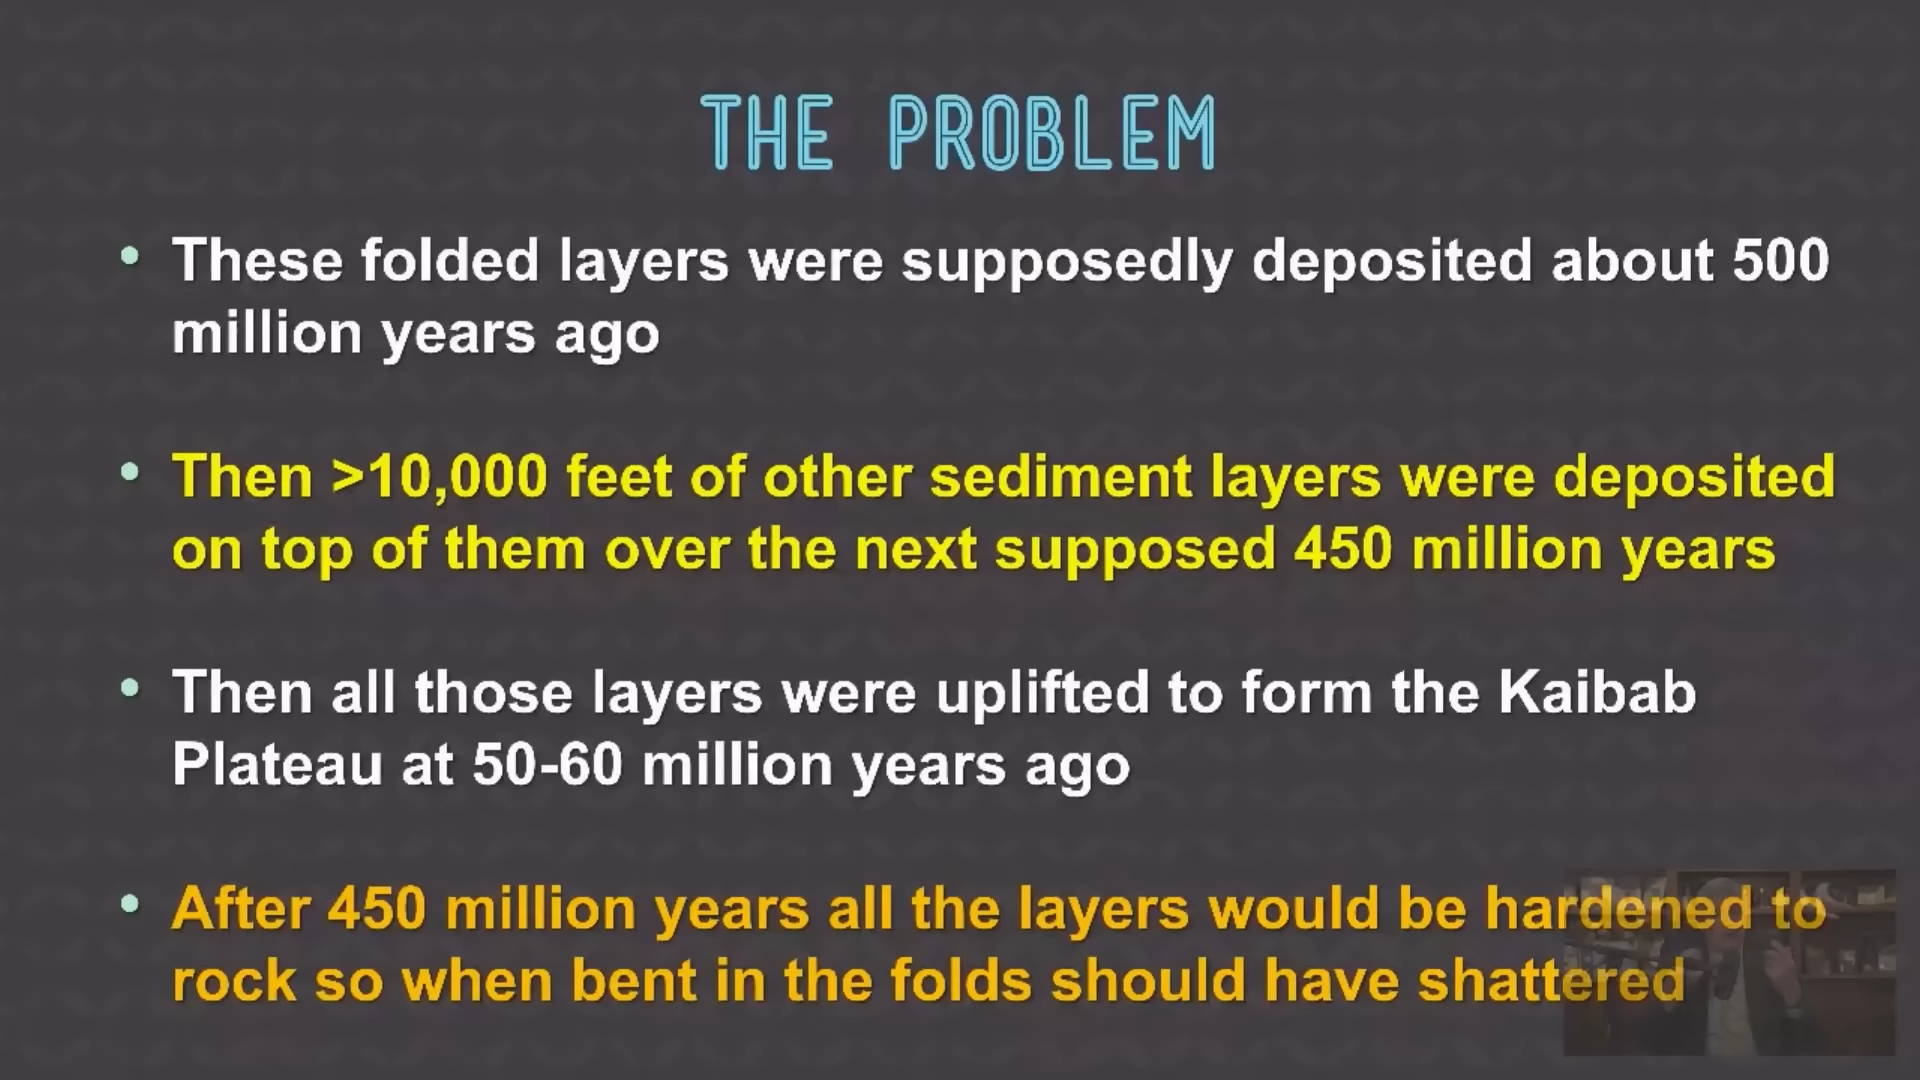 THE PROBLEM
• These folded layers were supposedly deposited about 500
million years ago
• Then >10,000 feet of other sediment layers were deposited
on top of them over the next supposed 450 million years
• Then all those layers were uplifted to form the Kaibab
Plateau at 50-60 million years ago
• After 450 million years all the layers would be hardened to
rock so when bent in the folds should have shattered